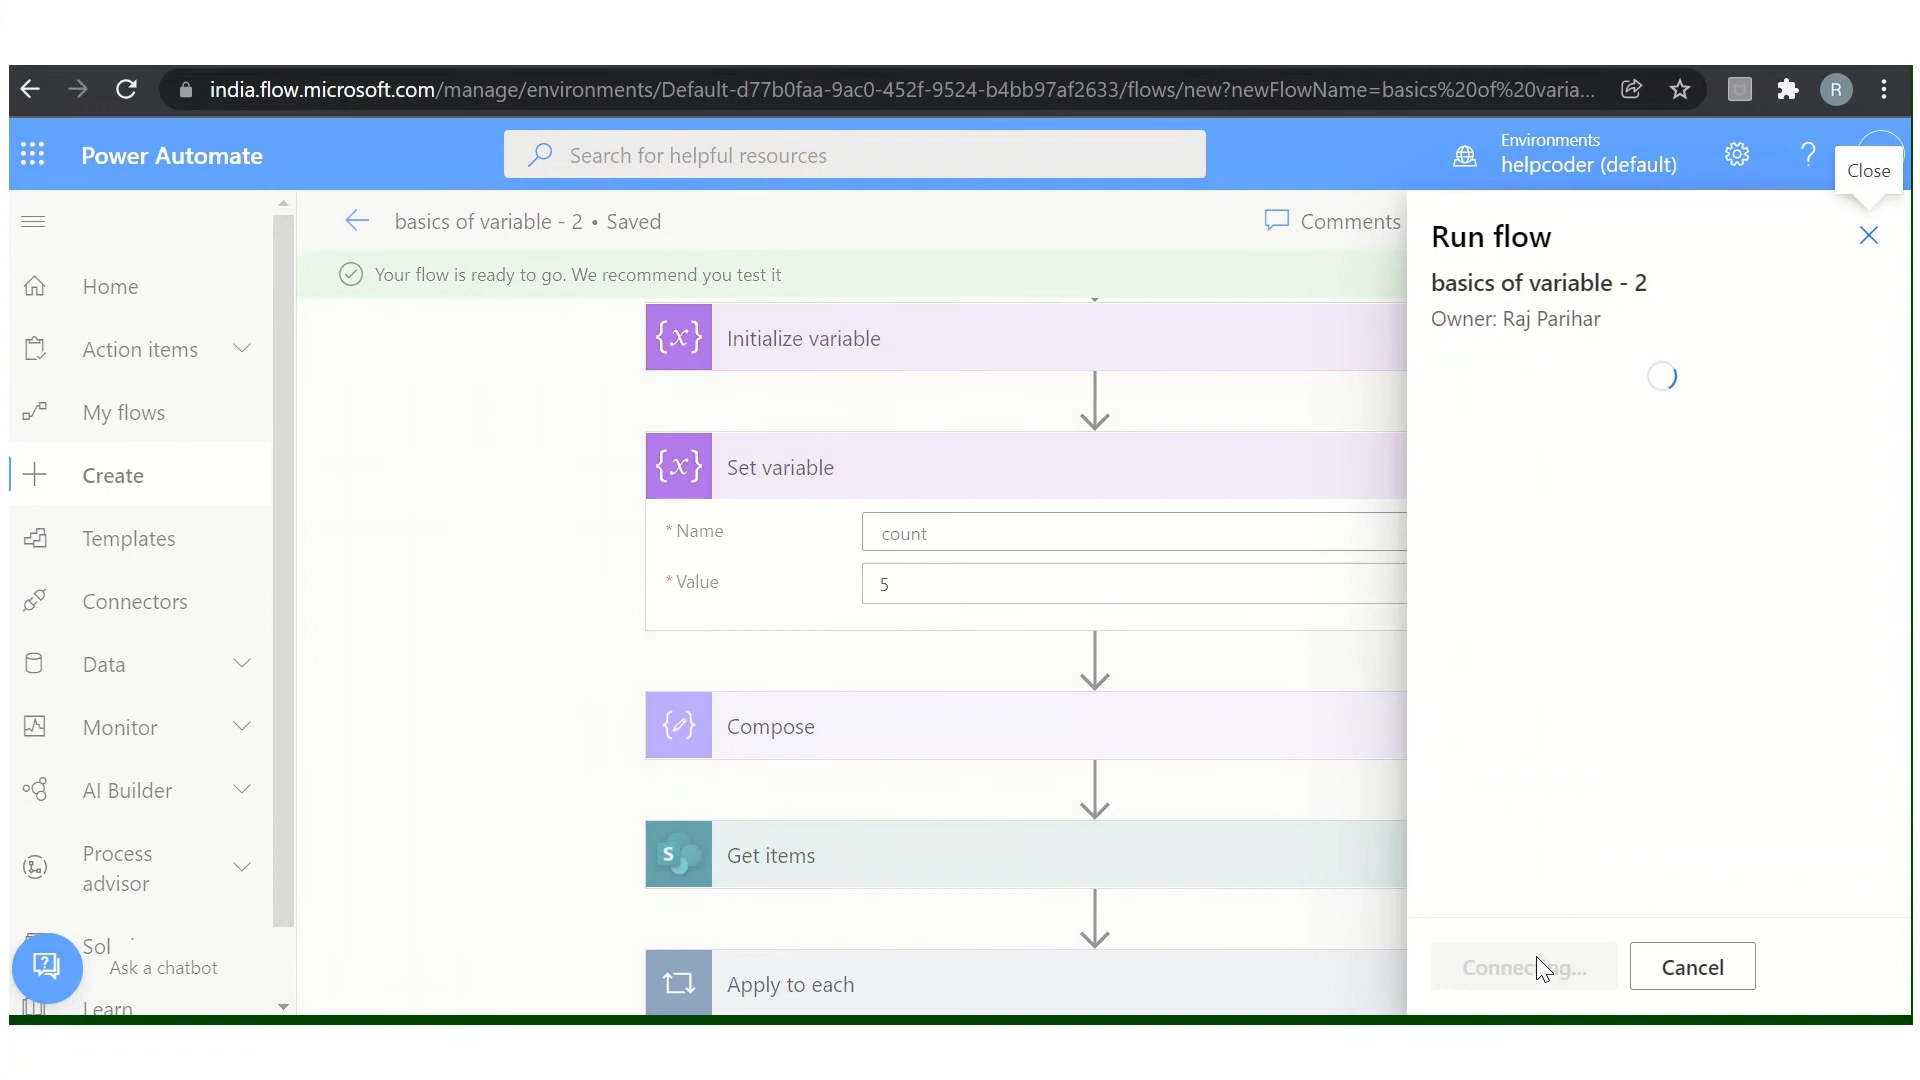 india.flow.microsoft.com/manage/environments/Default-d77b0faa-9ac0-452f-9524-b4bb97af2633/flows/new?newFlowName=basics%20of%20varia...
R
Power Automate
Search for helpful resources
Environments
helpcoder (default)
?
Close
basics of variable - 2 • Saved
Comments
Your flow is ready to go. We recommend you test it
Home
Action items
My flows
Create
Templates
Connectors
Data
Monitor
AI Builder
Process
advisor
Sol
Ask a chatbot
Learn
{x} Initialize variable
{x} Set variable
* Name
count
* Value
5
Compose
S
Get items
Apply to each
Run flow
basics of variable - 2
Owner: Raj Parihar
Connecting...
Cancel